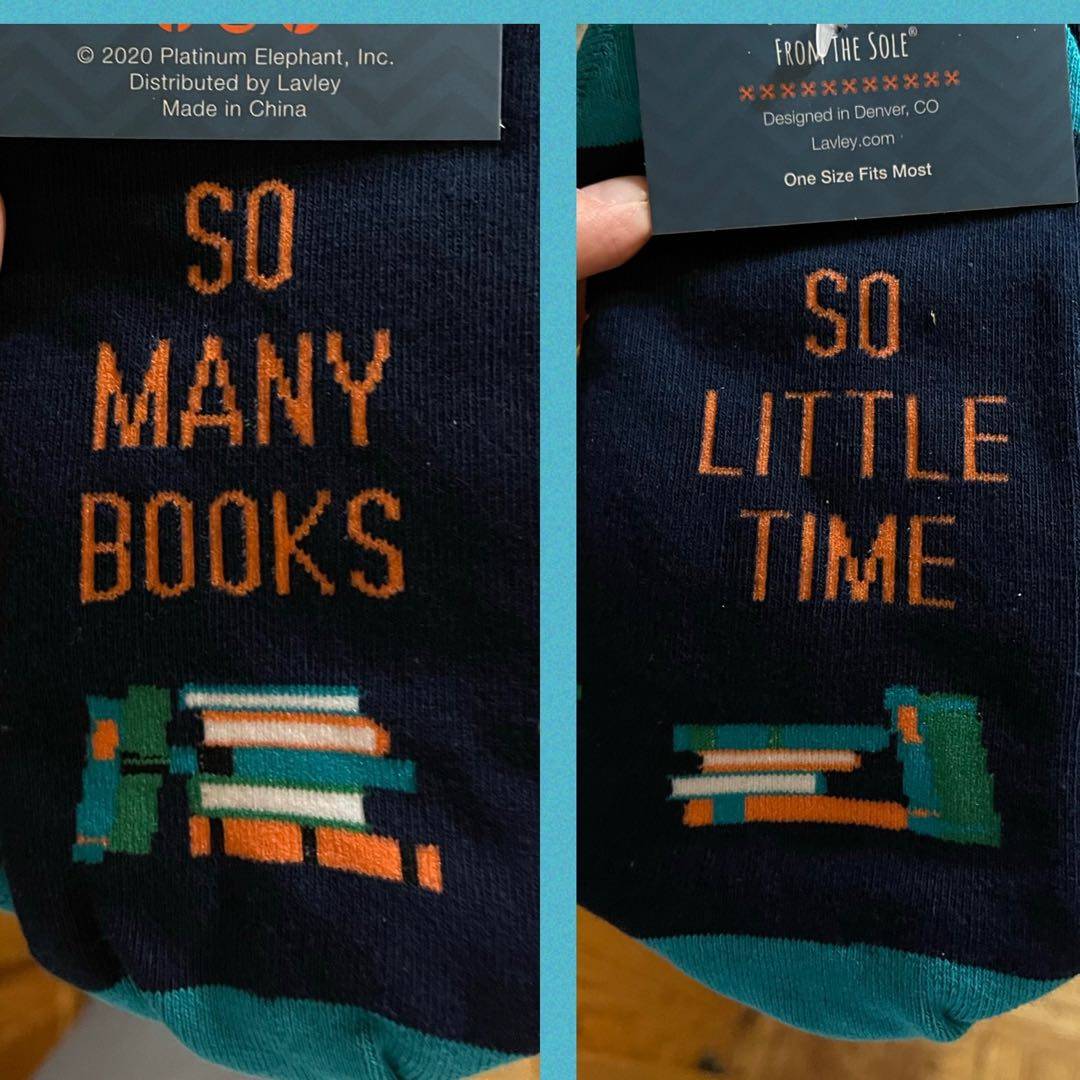 © 2020 Platinum Elephant, Inc.
Distributed by Lavley
Made in China
SO
MANY
BOOKS
FROM THE SOLE®
Designed in Denver, CO
Lavley.com
One Size Fits Most
SO
LITTLE
TIME